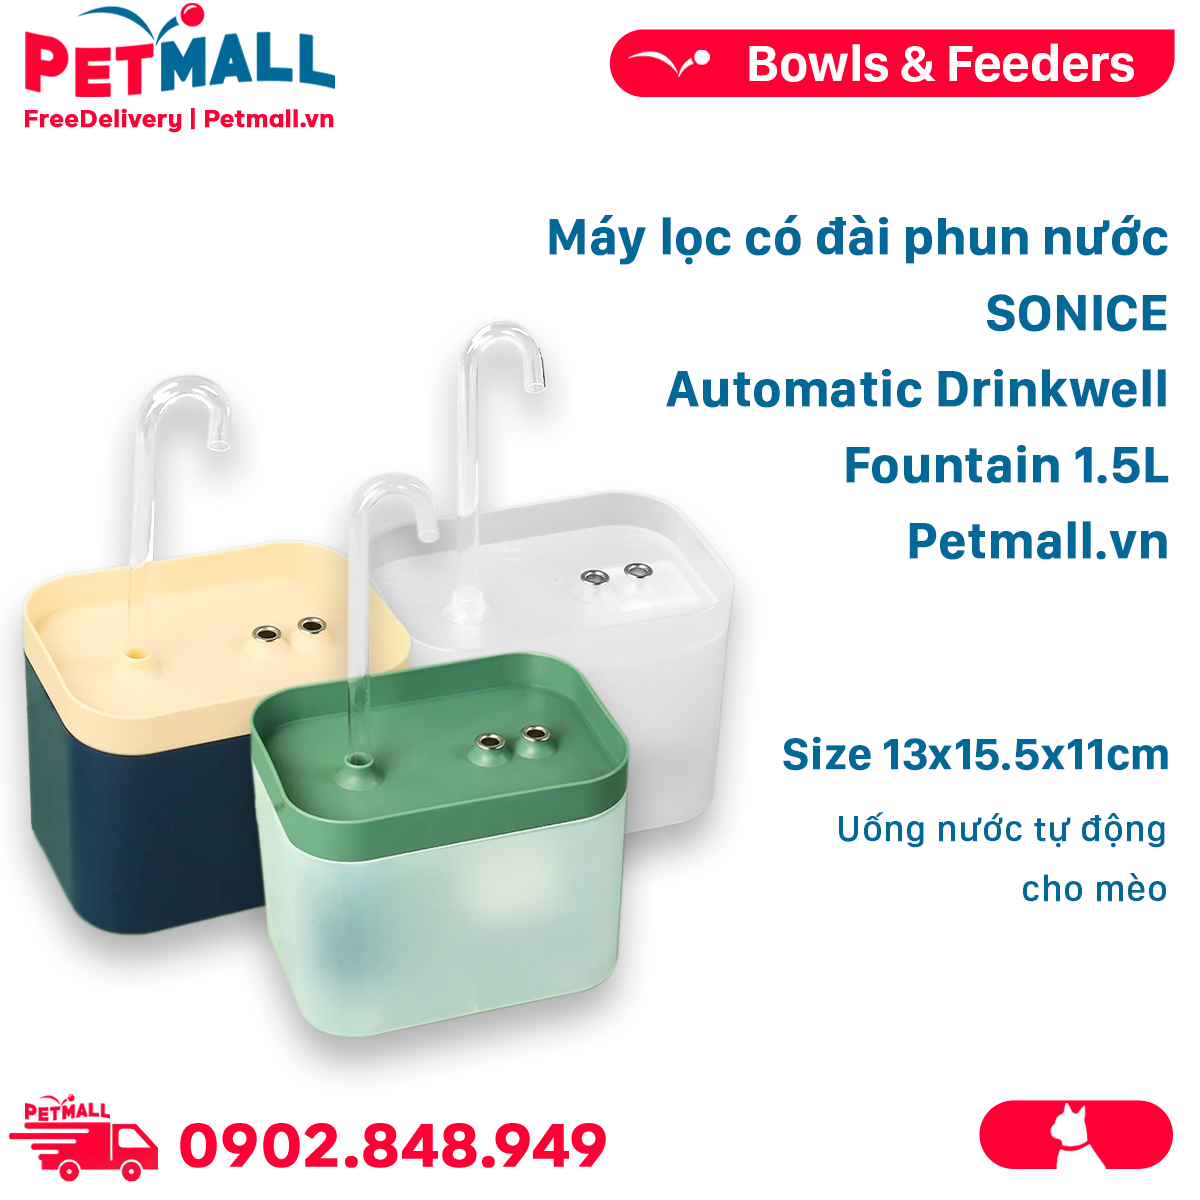 PETMALL
FreeDelivery | Petmall.vn
Bowls & Feeders
Máy lọc có đài phun nước
SONICE
Automatic Drinkwell
Fountain 1.5L
Petmall.vn
Size 13x15.5x11cm
Uống nước tự động
cho mèo
PETMALL
0902.848.949